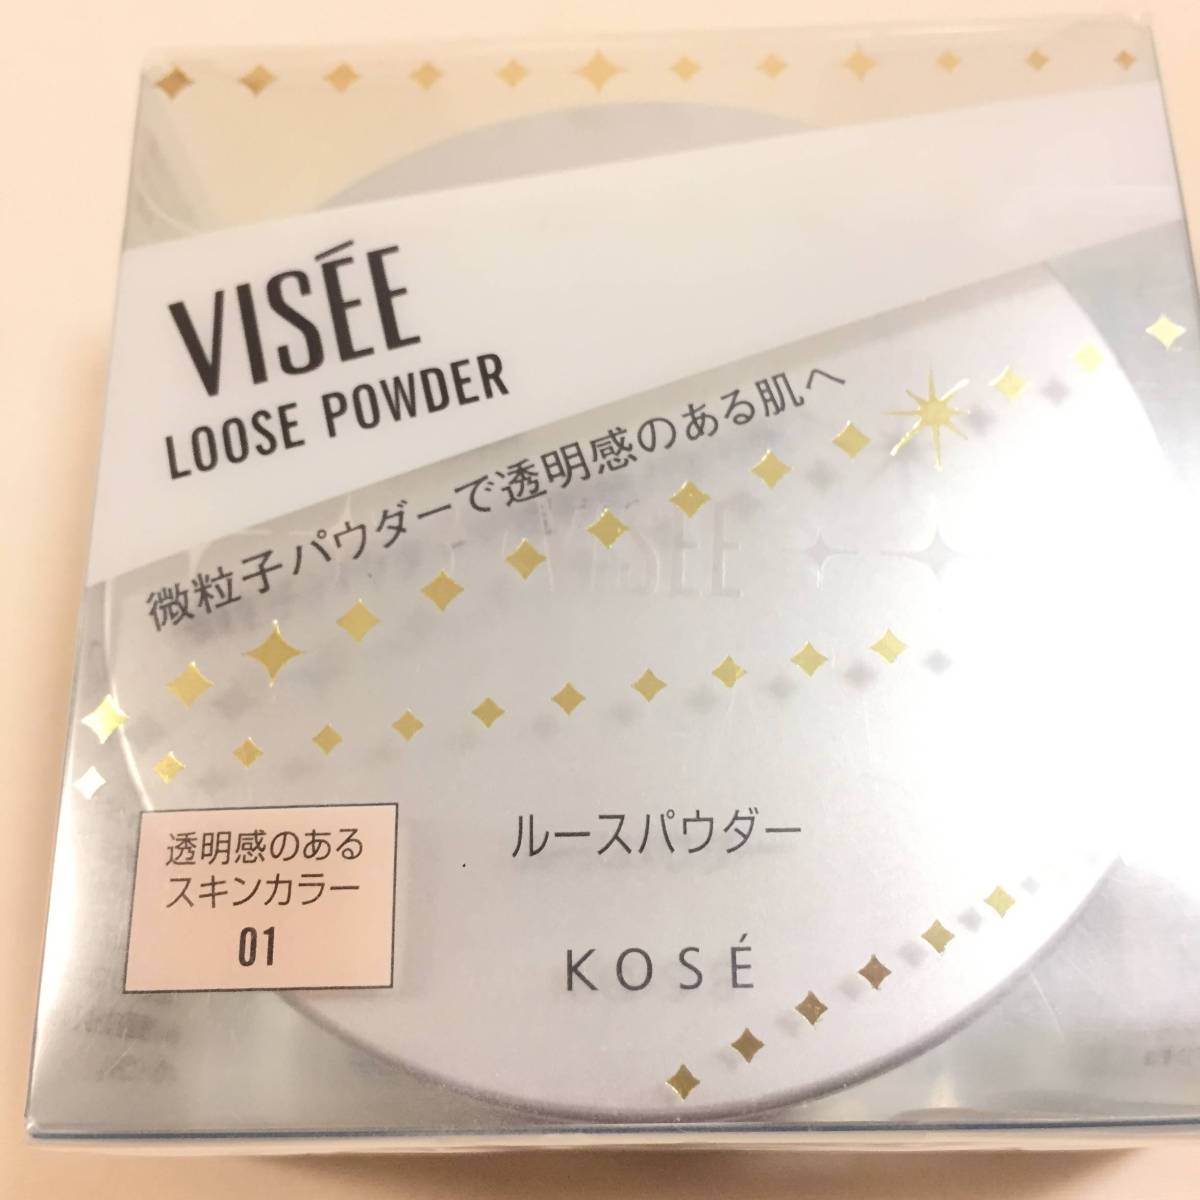 VISÉE
LOOSE POWDER
微粒子パウダーで透明感のある肌へ
VISÉE
ルースパウダー
透明感のある
スキンカラー
01
KOSÉ